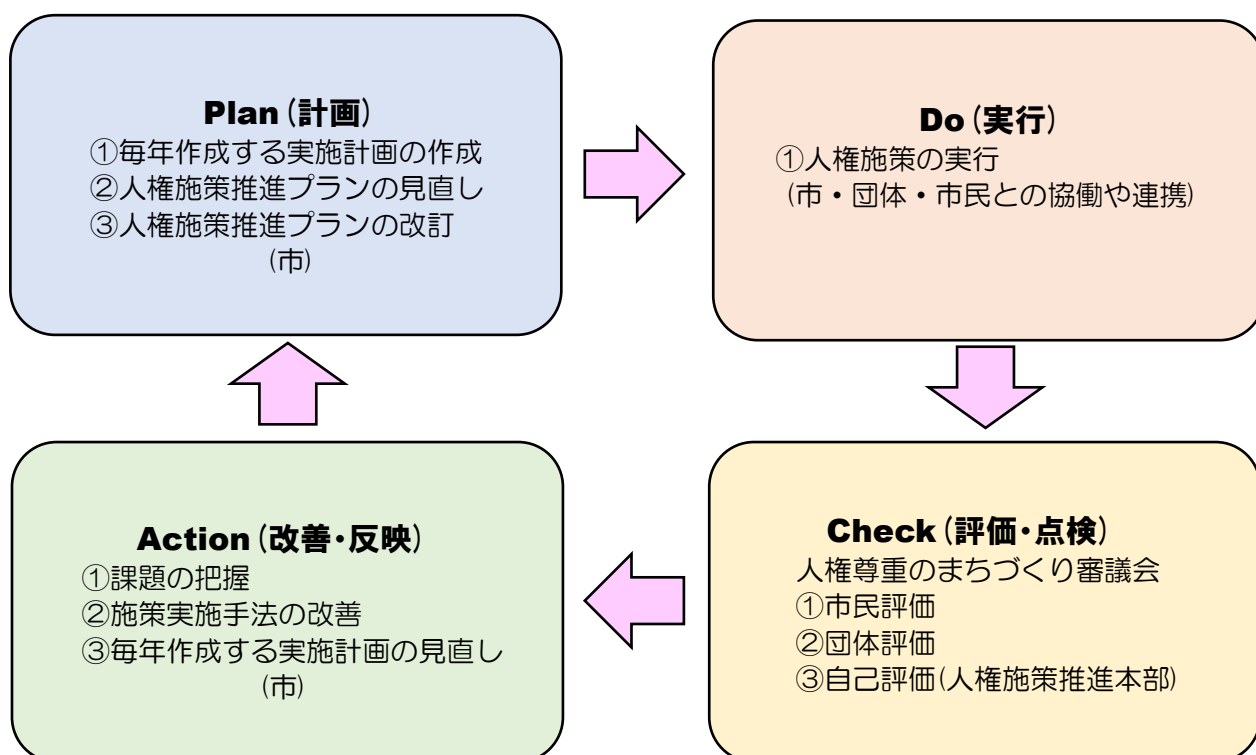 Plan(計画)
①毎年作成する実施計画の作成
②人権施策推進プランの見直し
③人権施策推進プランの改訂
(市)
Do(実行)
①人権施策の実行
(市・団体・市民との協働や連携)
Check(評価・点検)
人権尊重のまちづくり審議会
①市民評価
②団体評価
③自己評価(人権施策推進本部)
Action(改善・反映)
①課題の把握
②施策実施手法の改善
③毎年作成する実施計画の見直し
(市)